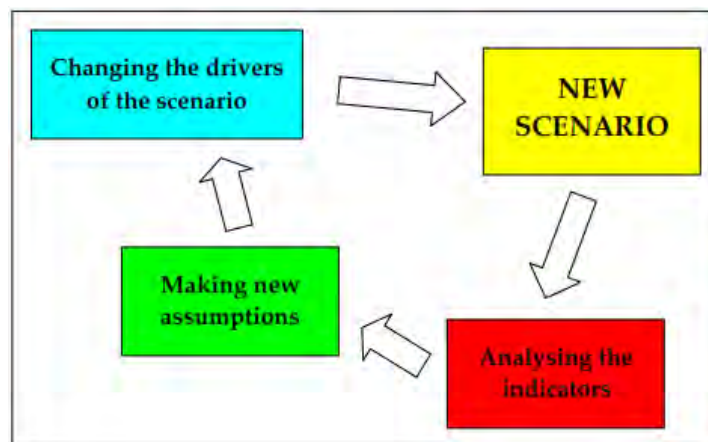 Changing the drivers
of the scenario
NEW
SCENARIO
Making new
assumptions
Analysing the
indicators